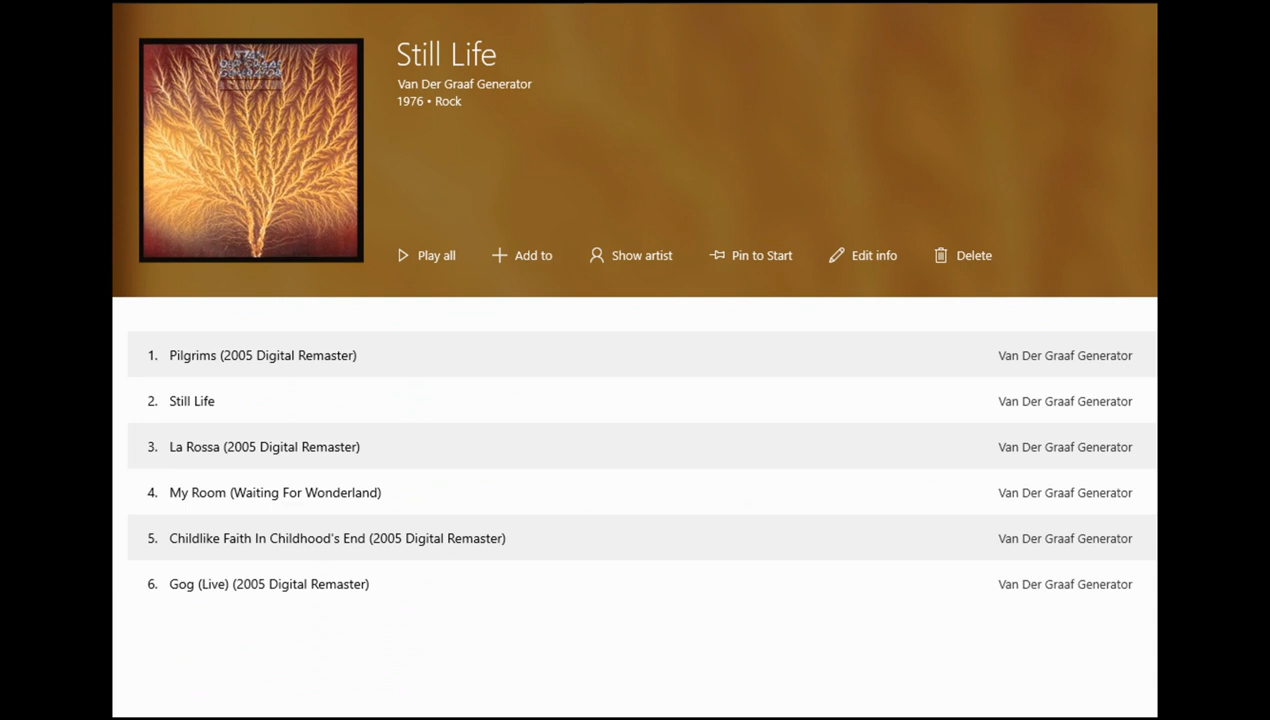 VAN
DER GRAAF
GENERATOR
Still Life
Van Der Graaf Generator
1976 • Rock
Play all Add to Show artist Pin to Start Edit info Delete
1. Pilgrims (2005 Digital Remaster) Van Der Graaf Generator
2. Still Life Van Der Graaf Generator
3. La Rossa (2005 Digital Remaster) Van Der Graaf Generator
4. My Room (Waiting For Wonderland) Van Der Graaf Generator
5. Childlike Faith In Childhood's End (2005 Digital Remaster) Van Der Graaf Generator
6. Gog (Live) (2005 Digital Remaster) Van Der Graaf Generator